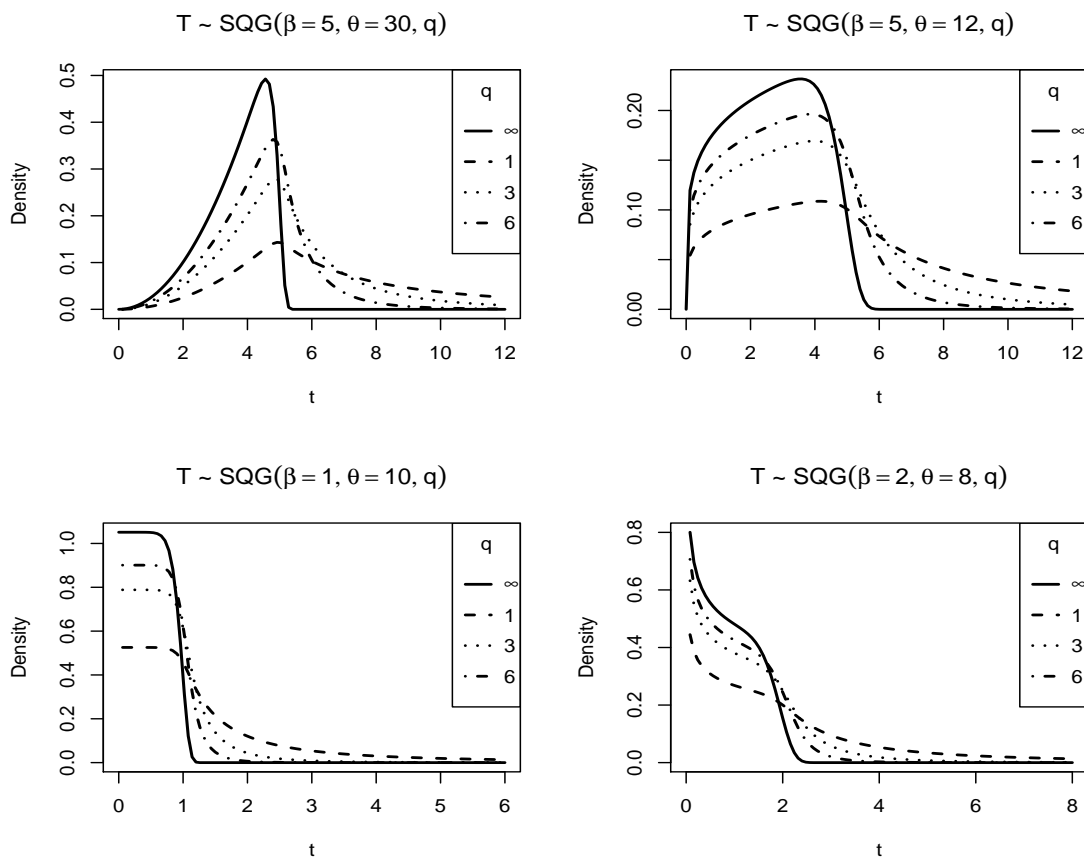 T ~ SQG(β = 5, θ = 30, q)
Density
0.0 0.1 0.2 0.3 0.4 0.5
0 2 4 6 8 10 12
t
q
∞
1
3
6
T ~ SQG(β = 5, θ = 12, q)
Density
0.00 0.10 0.20
0 2 4 6 8 10 12
t
q
∞
1
3
6
T ~ SQG(β = 1, θ = 10, q)
Density
0.0 0.2 0.4 0.6 0.8 1.0
0 1 2 3 4 5 6
t
q
∞
1
3
6
T ~ SQG(β = 2, θ = 8, q)
Density
0.0 0.2 0.4 0.6 0.8
0 2 4 6 8
t
q
∞
1
3
6